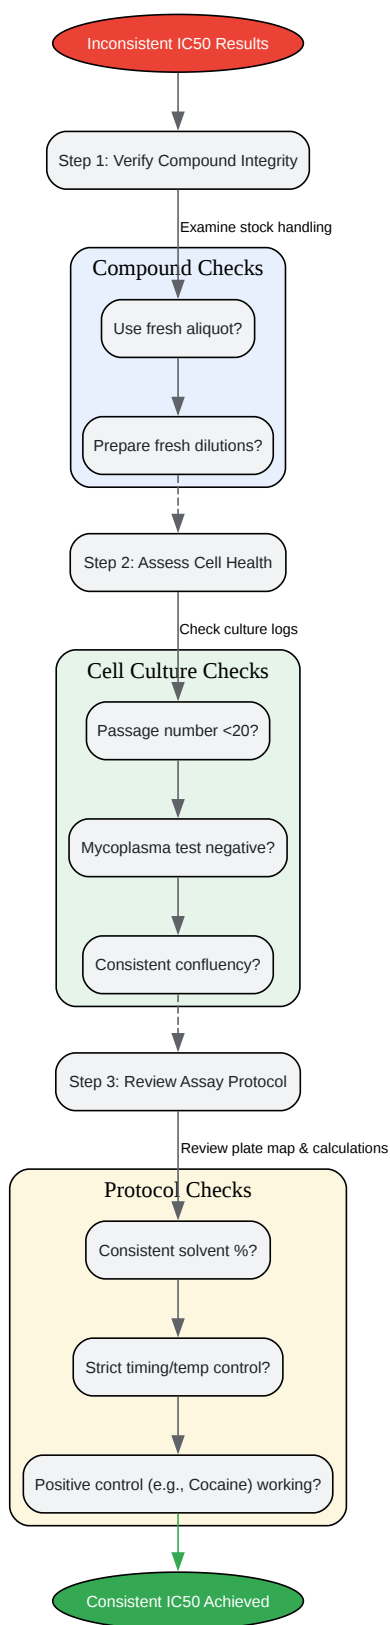 Inconsistent IC50 Results
Step 1: Verify Compound Integrity
Examine stock handling
Compound Checks
Use fresh aliquot?
Prepare fresh dilutions?
Step 2: Assess Cell Health
Check culture logs
Cell Culture Checks
Passage number <20?
Mycoplasma test negative?
Consistent confluency?
Step 3: Review Assay Protocol
Review plate map & calculations
Protocol Checks
Consistent solvent %?
Strict timing/temp control?
Positive control (e.g., Cocaine) working?
Consistent IC50 Achieved